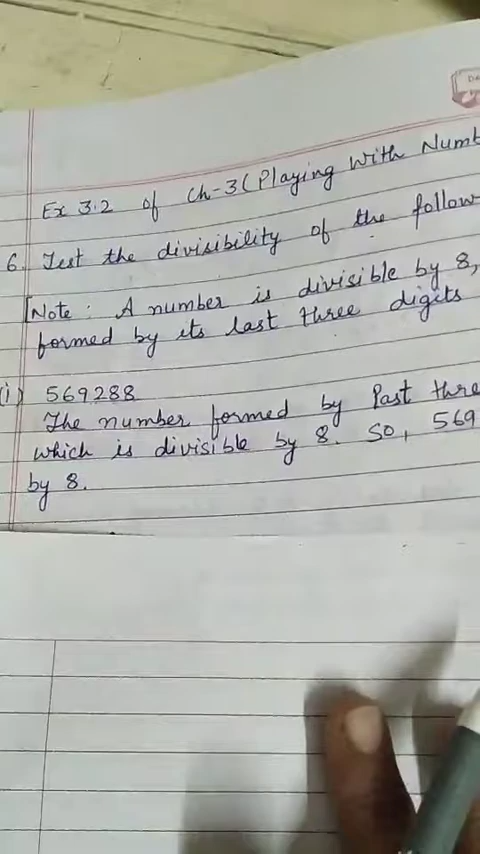 Ex 3.2 of Ch-3 (Playing With Numb
6. Test the divisibility of the follow
[Note: A number is divisible by 8,
formed by its last three digits
(i) 569288
The number formed by last thre
which is divisible by 8. SO, 569
by 8.